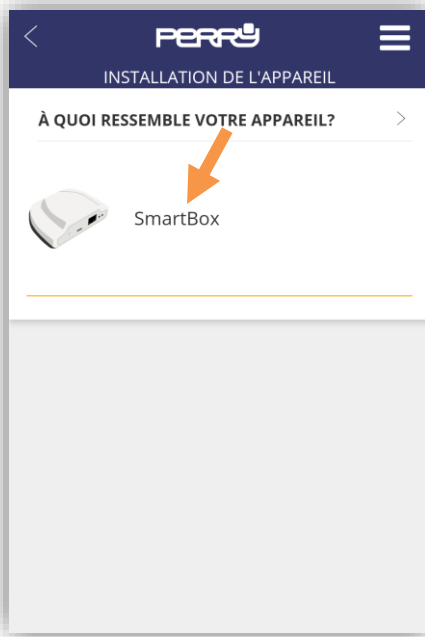 PERRY
INSTALLATION DE L'APPAREIL
À QUOI RESSEMBLE VOTRE APPAREIL?
SmartBox